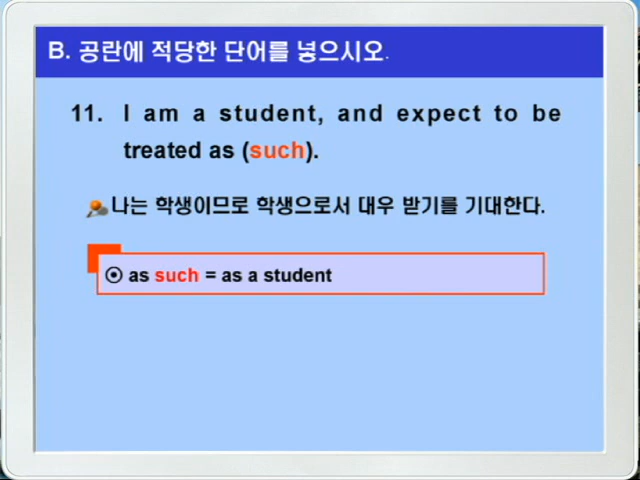 B. 공란에 적당한 단어를 넣으시오.
11. I am a student, and expect to be
treated as (such).
나는 학생이므로 학생으로서 대우 받기를 기대한다.
⊙ as such = as a student